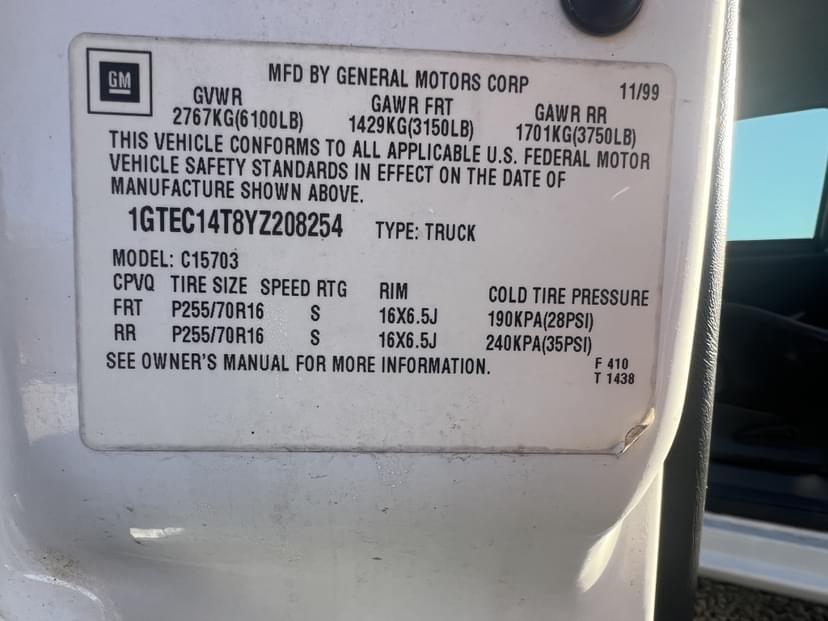 GM
MFD BY GENERAL MOTORS CORP 11/99
GVWR GAWR FRT GAWR RR
2767KG(6100LB) 1429KG(3150LB) 1701KG(3750LB)
THIS VEHICLE CONFORMS TO ALL APPLICABLE U.S. FEDERAL MOTOR
VEHICLE SAFETY STANDARDS IN EFFECT ON THE DATE OF
MANUFACTURE SHOWN ABOVE.
1GTEC14T8YZ208254 TYPE: TRUCK
MODEL: C15703
CPVQ TIRE SIZE SPEED RTG RIM COLD TIRE PRESSURE
FRT P255/70R16 S 16X6.5J 190KPA(28PSI)
RR P255/70R16 S 16X6.5J 240KPA(35PSI)
SEE OWNER'S MANUAL FOR MORE INFORMATION.
F 410
T 1438